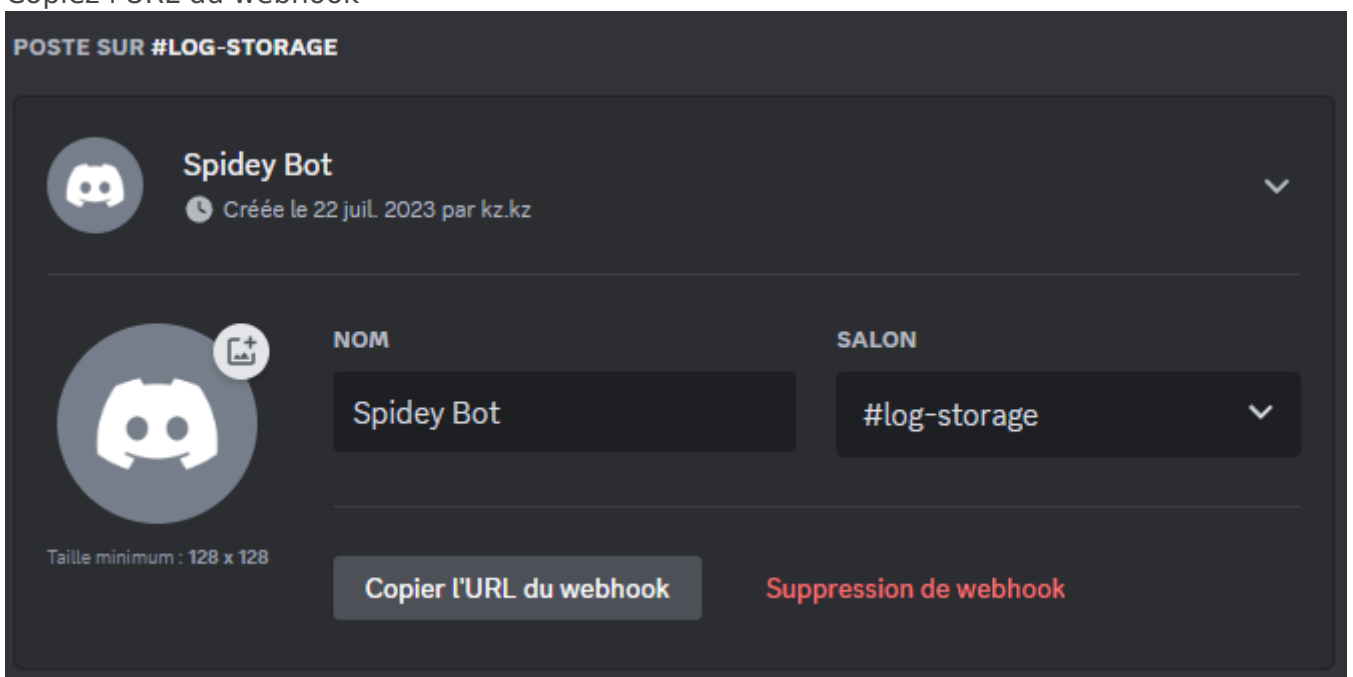 Copiez l'URL du webhook
POSTE SUR #LOG-STORAGE
Spidey Bot
Créée le 22 juil. 2023 par kz.kz
NOM
SALON
Spidey Bot
#log-storage
Taille minimum : 128 x 128
Copier l'URL du webhook
Suppression de webhook